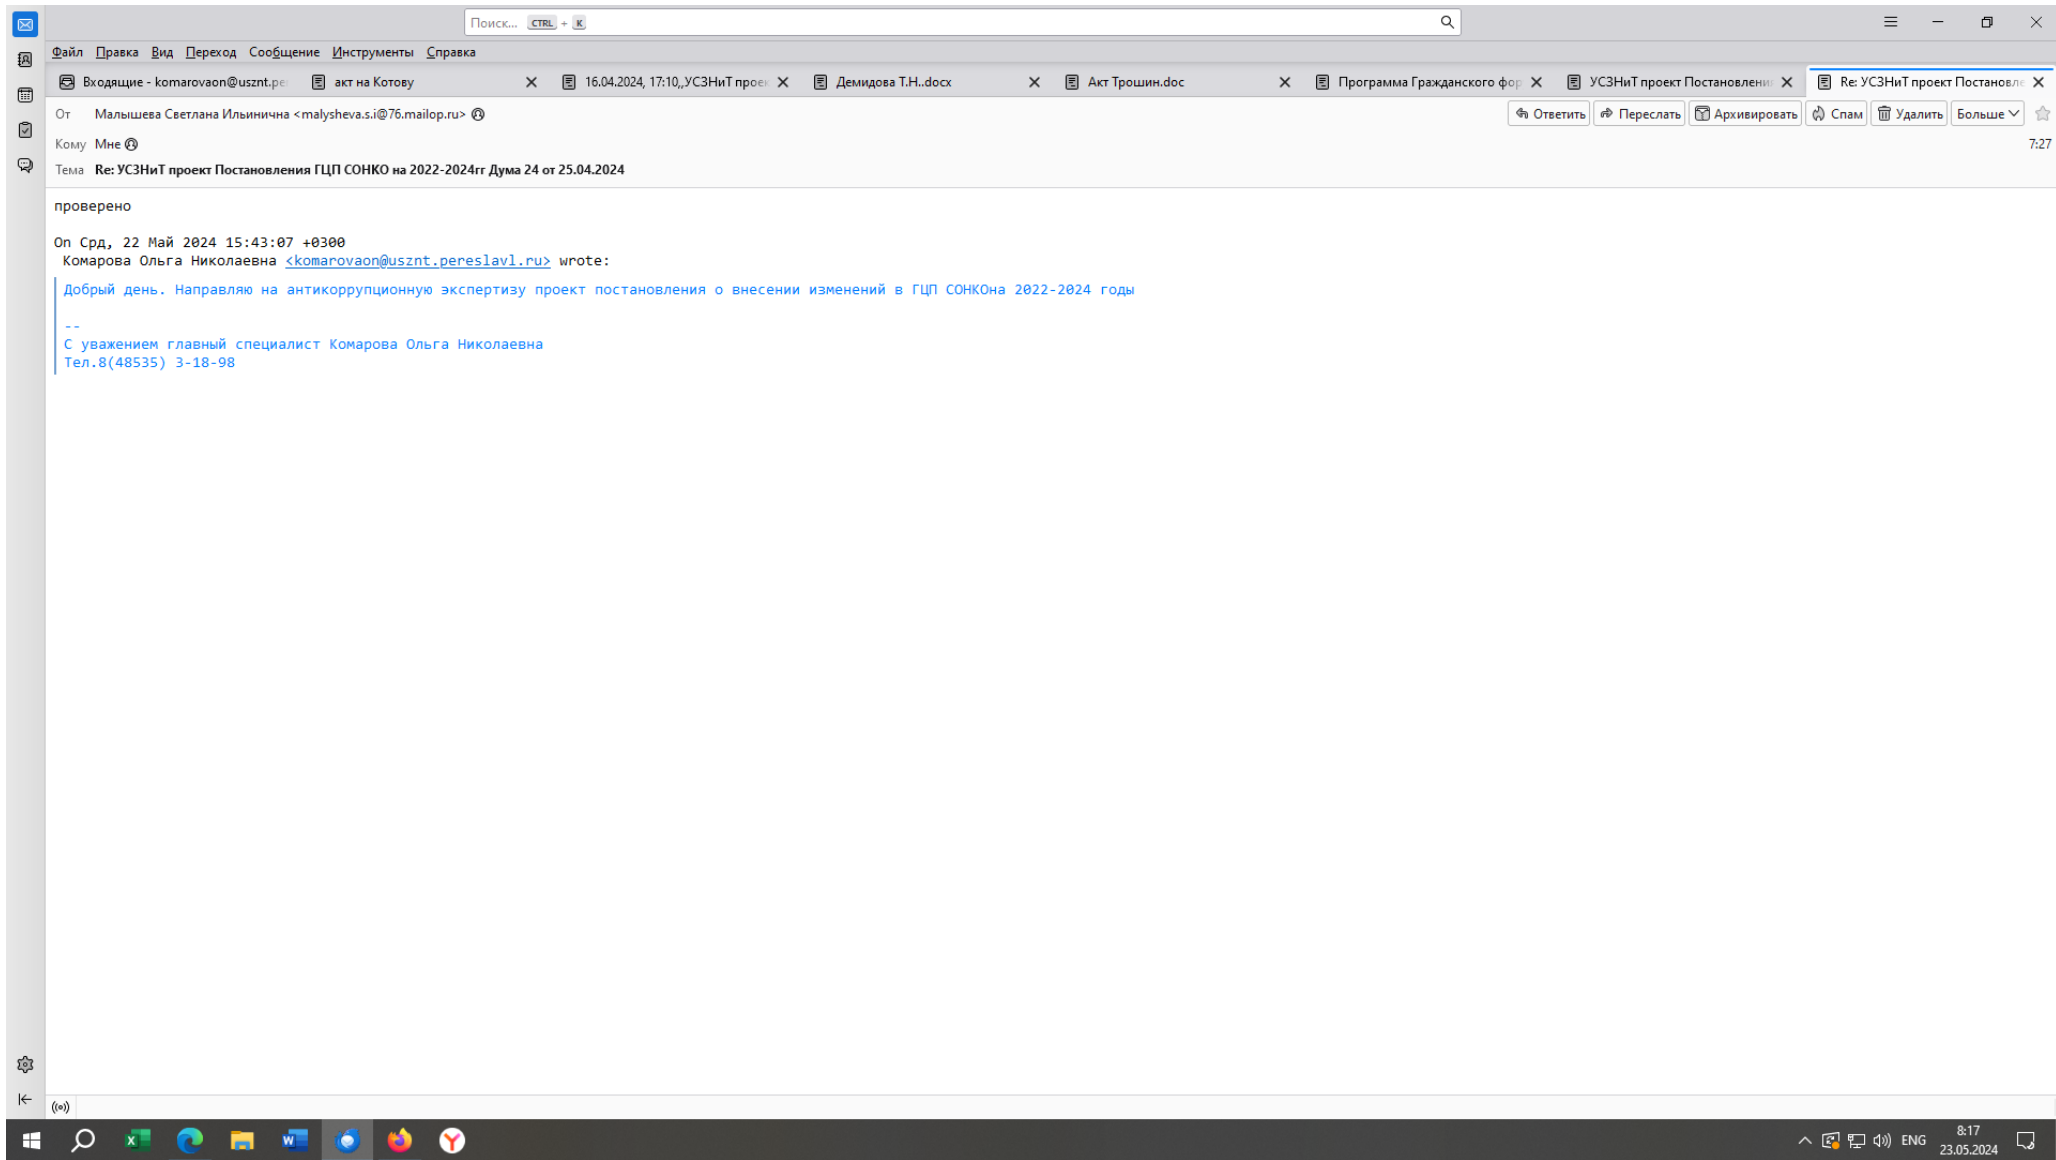 Поиск... CTRL + K
Файл Правка Вид Переход Сообщение Инструменты Справка
Входящие - komarovaon@usznt.pe
акт на Котову
16.04.2024, 17:10,,УСЗНиТ проек
Демидова Т.Н..docx
Акт Трошин.doc
Программа Гражданского фор
УСЗНиТ проект Постановлени
Re: УСЗНиТ проект Постановле
От Малышева Светлана Ильинична <malysheva.s.i@76.mailop.ru>
Ответить Переслать Архивировать Спам Удалить Больше
Кому Мне
7:27
Тема Re: УСЗНиТ проект Постановления ГЦП СОНКО на 2022-2024гг Дума 24 от 25.04.2024
проверено
On Срд, 22 Май 2024 15:43:07 +0300
Комарова Ольга Николаевна <komarovaon@usznt.pereslavl.ru> wrote:
Добрый день. Направляю на антикоррупционную экспертизу проект постановления о внесении изменений в ГЦП СОНКОна 2022-2024 годы
--
С уважением главный специалист Комарова Ольга Николаевна
Тел.8(48535) 3-18-98
ENG
8:17
23.05.2024